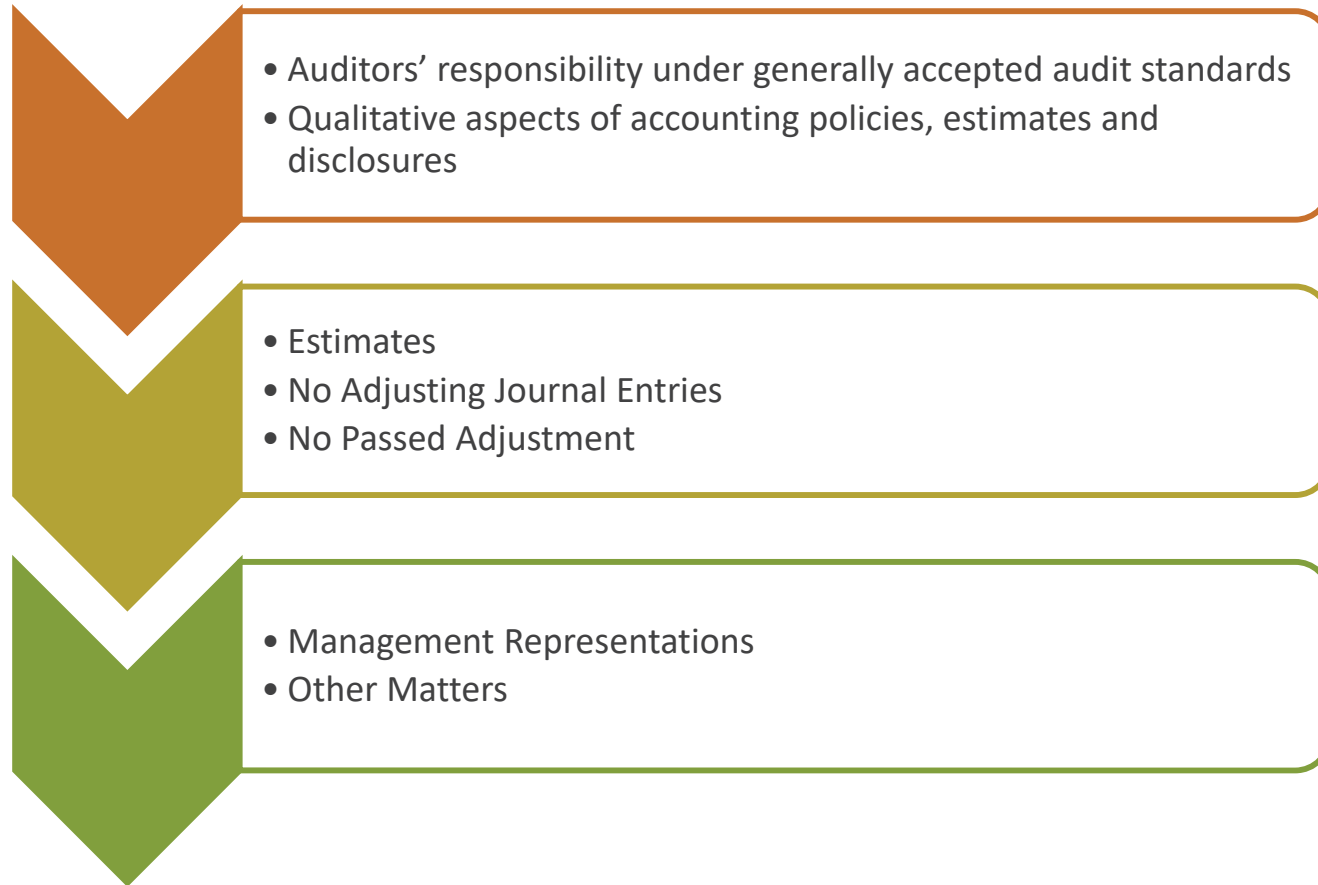 • Auditors’ responsibility under generally accepted audit standards
• Qualitative aspects of accounting policies, estimates and
disclosures
• Estimates
• No Adjusting Journal Entries
• No Passed Adjustment
• Management Representations
• Other Matters